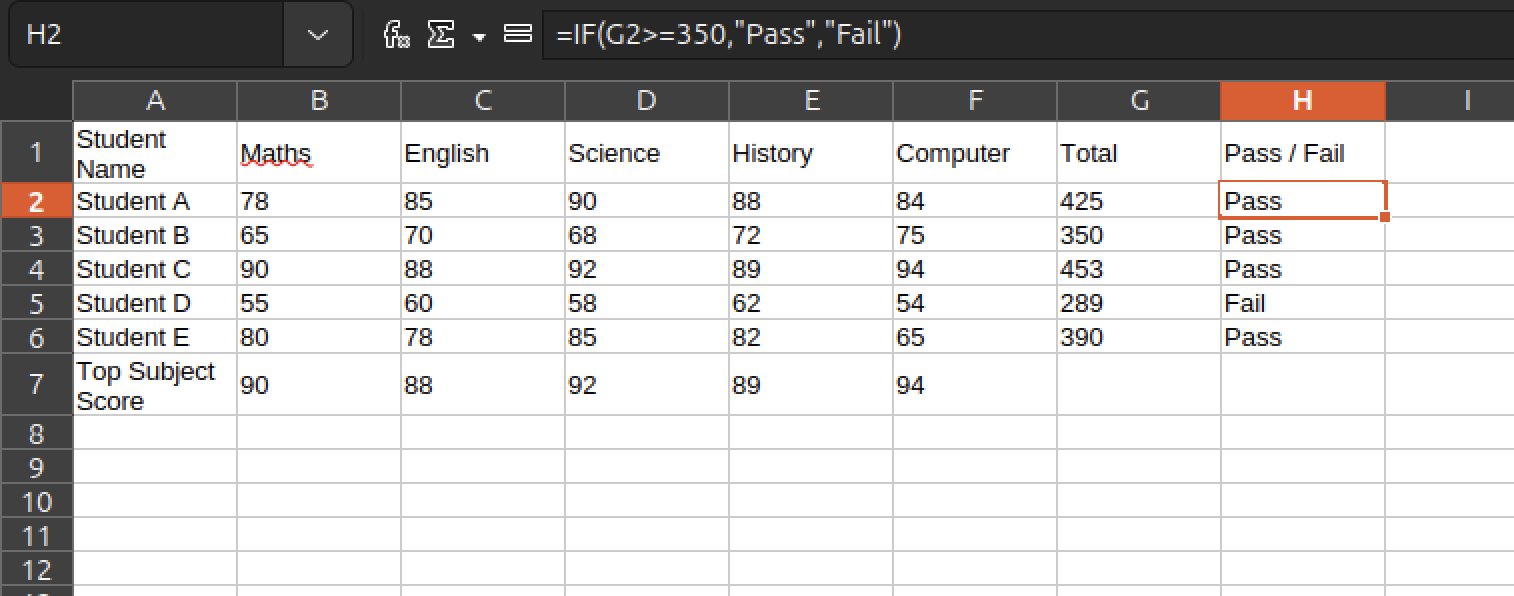 H2 =IF(G2>=350,"Pass","Fail")
A B C D E F G H I
1 Student Name Maths English Science History Computer Total Pass / Fail
2 Student A 78 85 90 88 84 425 Pass
3 Student B 65 70 68 72 75 350 Pass
4 Student C 90 88 92 89 94 453 Pass
5 Student D 55 60 58 62 54 289 Fail
6 Student E 80 78 85 82 65 390 Pass
7 Top Subject Score 90 88 92 89 94
8
9
10
11
12